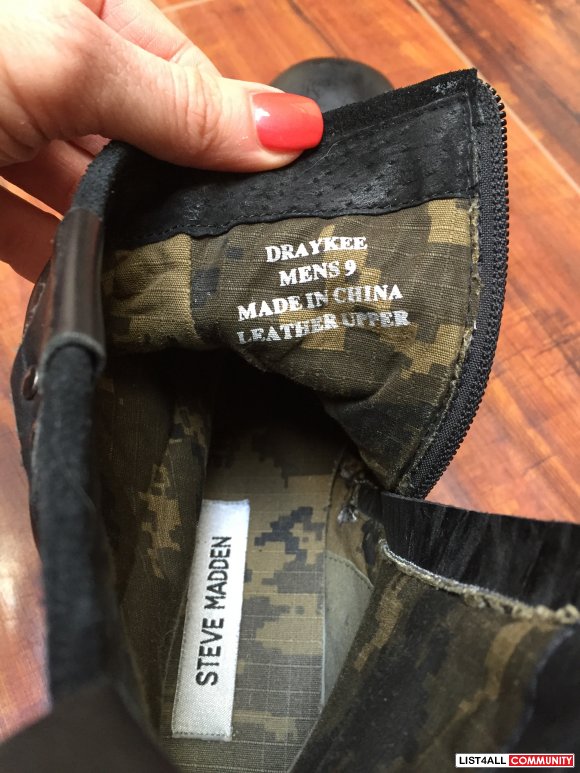 DRAYKEE
MENS 9
MADE IN CHINA
LEATHER UPPER
STEVE MADDEN
LIST4ALL COMMUNITY